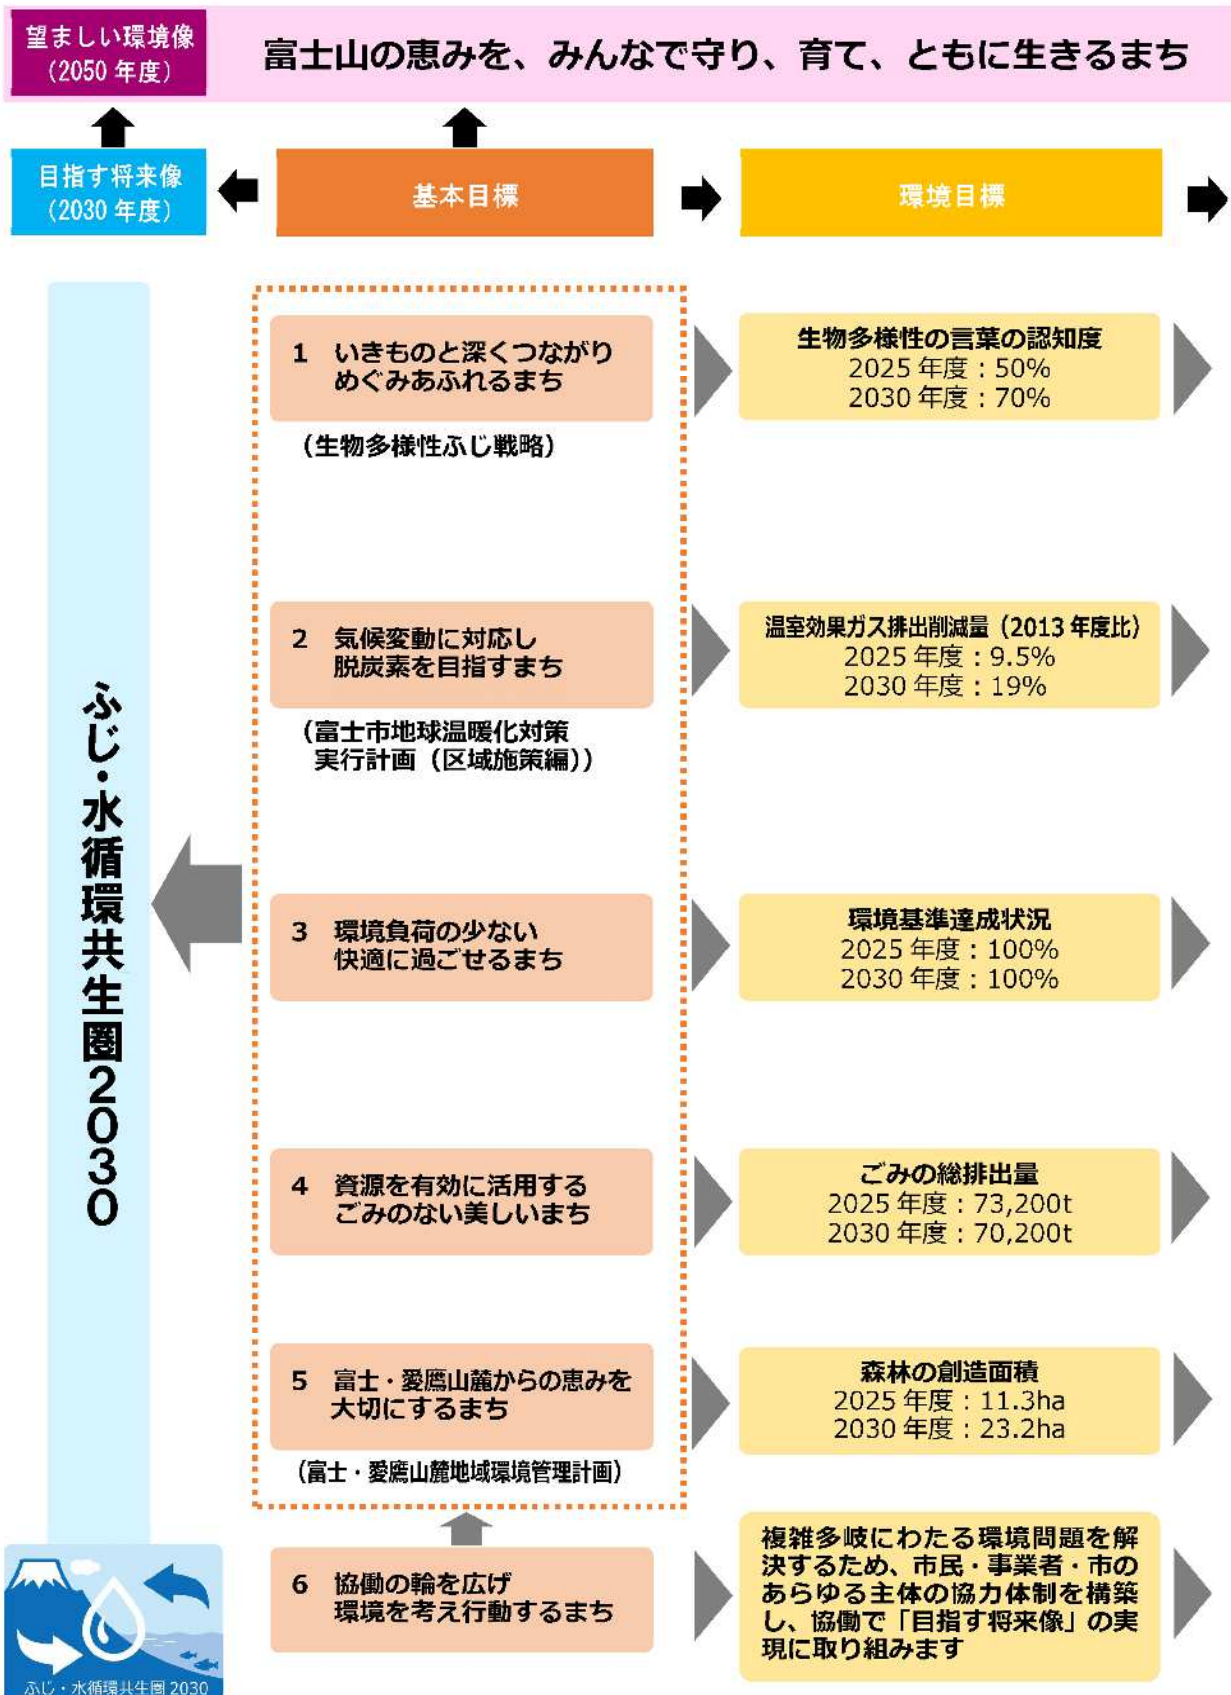 望ましい環境像
(2050 年度)
富士山の恵みを、みんなで守り、育て、ともに生きるまち
目指す将来像
(2030 年度)
基本目標
環境目標
ふじ・水循環共生圏2030
1 いきものと深くつながり
めぐみあふれるまち
(生物多様性ふじ戦略)
生物多様性の言葉の認知度
2025 年度：50%
2030 年度：70%
2 気候変動に対応し
脱炭素を目指すまち
(富士市地球温暖化対策
実行計画（区域施策編）)
温室効果ガス排出削減量（2013 年度比）
2025 年度：9.5%
2030 年度：19%
3 環境負荷の少ない
快適に過ごせるまち
環境基準達成状況
2025 年度：100%
2030 年度：100%
4 資源を有効に活用する
ごみのない美しいまち
ごみの総排出量
2025 年度：73,200t
2030 年度：70,200t
5 富士・愛鷹山麓からの恵みを
大切にするまち
(富士・愛鷹山麓地域環境管理計画)
森林の創造面積
2025 年度：11.3ha
2030 年度：23.2ha
6 協働の輪を広げ
環境を考え行動するまち
複雑多岐にわたる環境問題を解
決するため、市民・事業者・市の
あらゆる主体の協力体制を構築
し、協働で「目指す将来像」の実
現に取り組みます
ふじ・水循環共生圏 2030